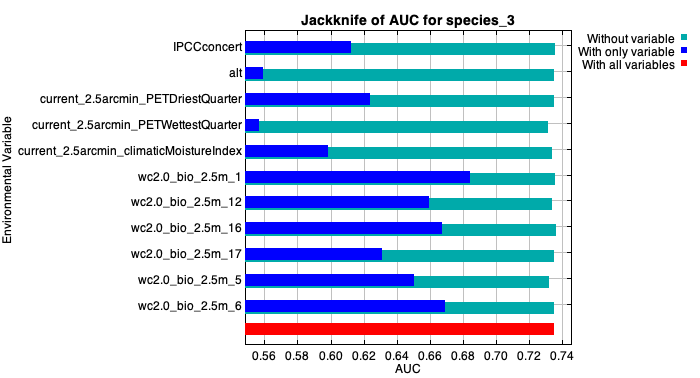 Jackknife of AUC for species_3
Without variable
With only variable
With all variables
Environmental Variable
IPCCconcert
alt
current_2.5arcmin_PETDriestQuarter
current_2.5arcmin_PETWettestQuarter
current_2.5arcmin_climaticMoistureIndex
wc2.0_bio_2.5m_1
wc2.0_bio_2.5m_12
wc2.0_bio_2.5m_16
wc2.0_bio_2.5m_17
wc2.0_bio_2.5m_5
wc2.0_bio_2.5m_6
0.56 0.58 0.60 0.62 0.64 0.66 0.68 0.70 0.72 0.74
AUC